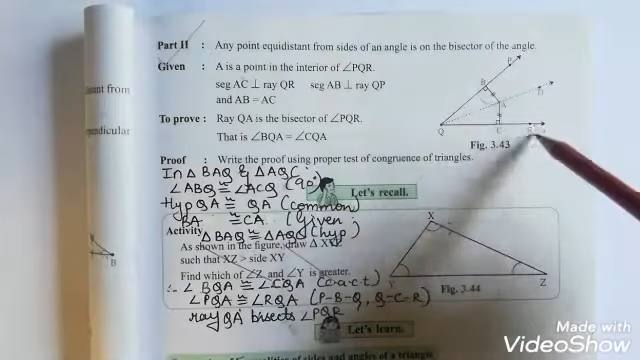 Part II : Any point equidistant from sides of an angle is on the bisector of the angle
Given : A is a point in the interior of ∠PQR.
seg AC ⊥ ray QR seg AB ⊥ ray QP
and AB = AC
To prove : Ray QA is the bisector of ∠PQR.
That is ∠BQA = ∠CQA
Proof : Write the proof using proper test of congruence of triangles.
In △ BAQ & △ AQC
∠ABQ ≅ ∠ACQ (90°)
Hyp QA ≅ QA (common)
BA ≅ CA (Given
△ BAQ ≅ △ AQC (hyp)
∴ ∠ BQA ≅ ∠CQA (c.a.c.t)
∠PQA ≅ ∠RQA (P-B-Q, Q-C-R)
ray QA bisects ∠PQR
Let's recall.
Activity
As shown in the figure, draw △
such that XZ > side XY
Find which of ∠Z and ∠Y is greater.
Let's learn.
P
B
D
A
Q
C
R
Fig. 3.43
X
Y
Z
Fig. 3.44
from
B
Made with
VideoShow